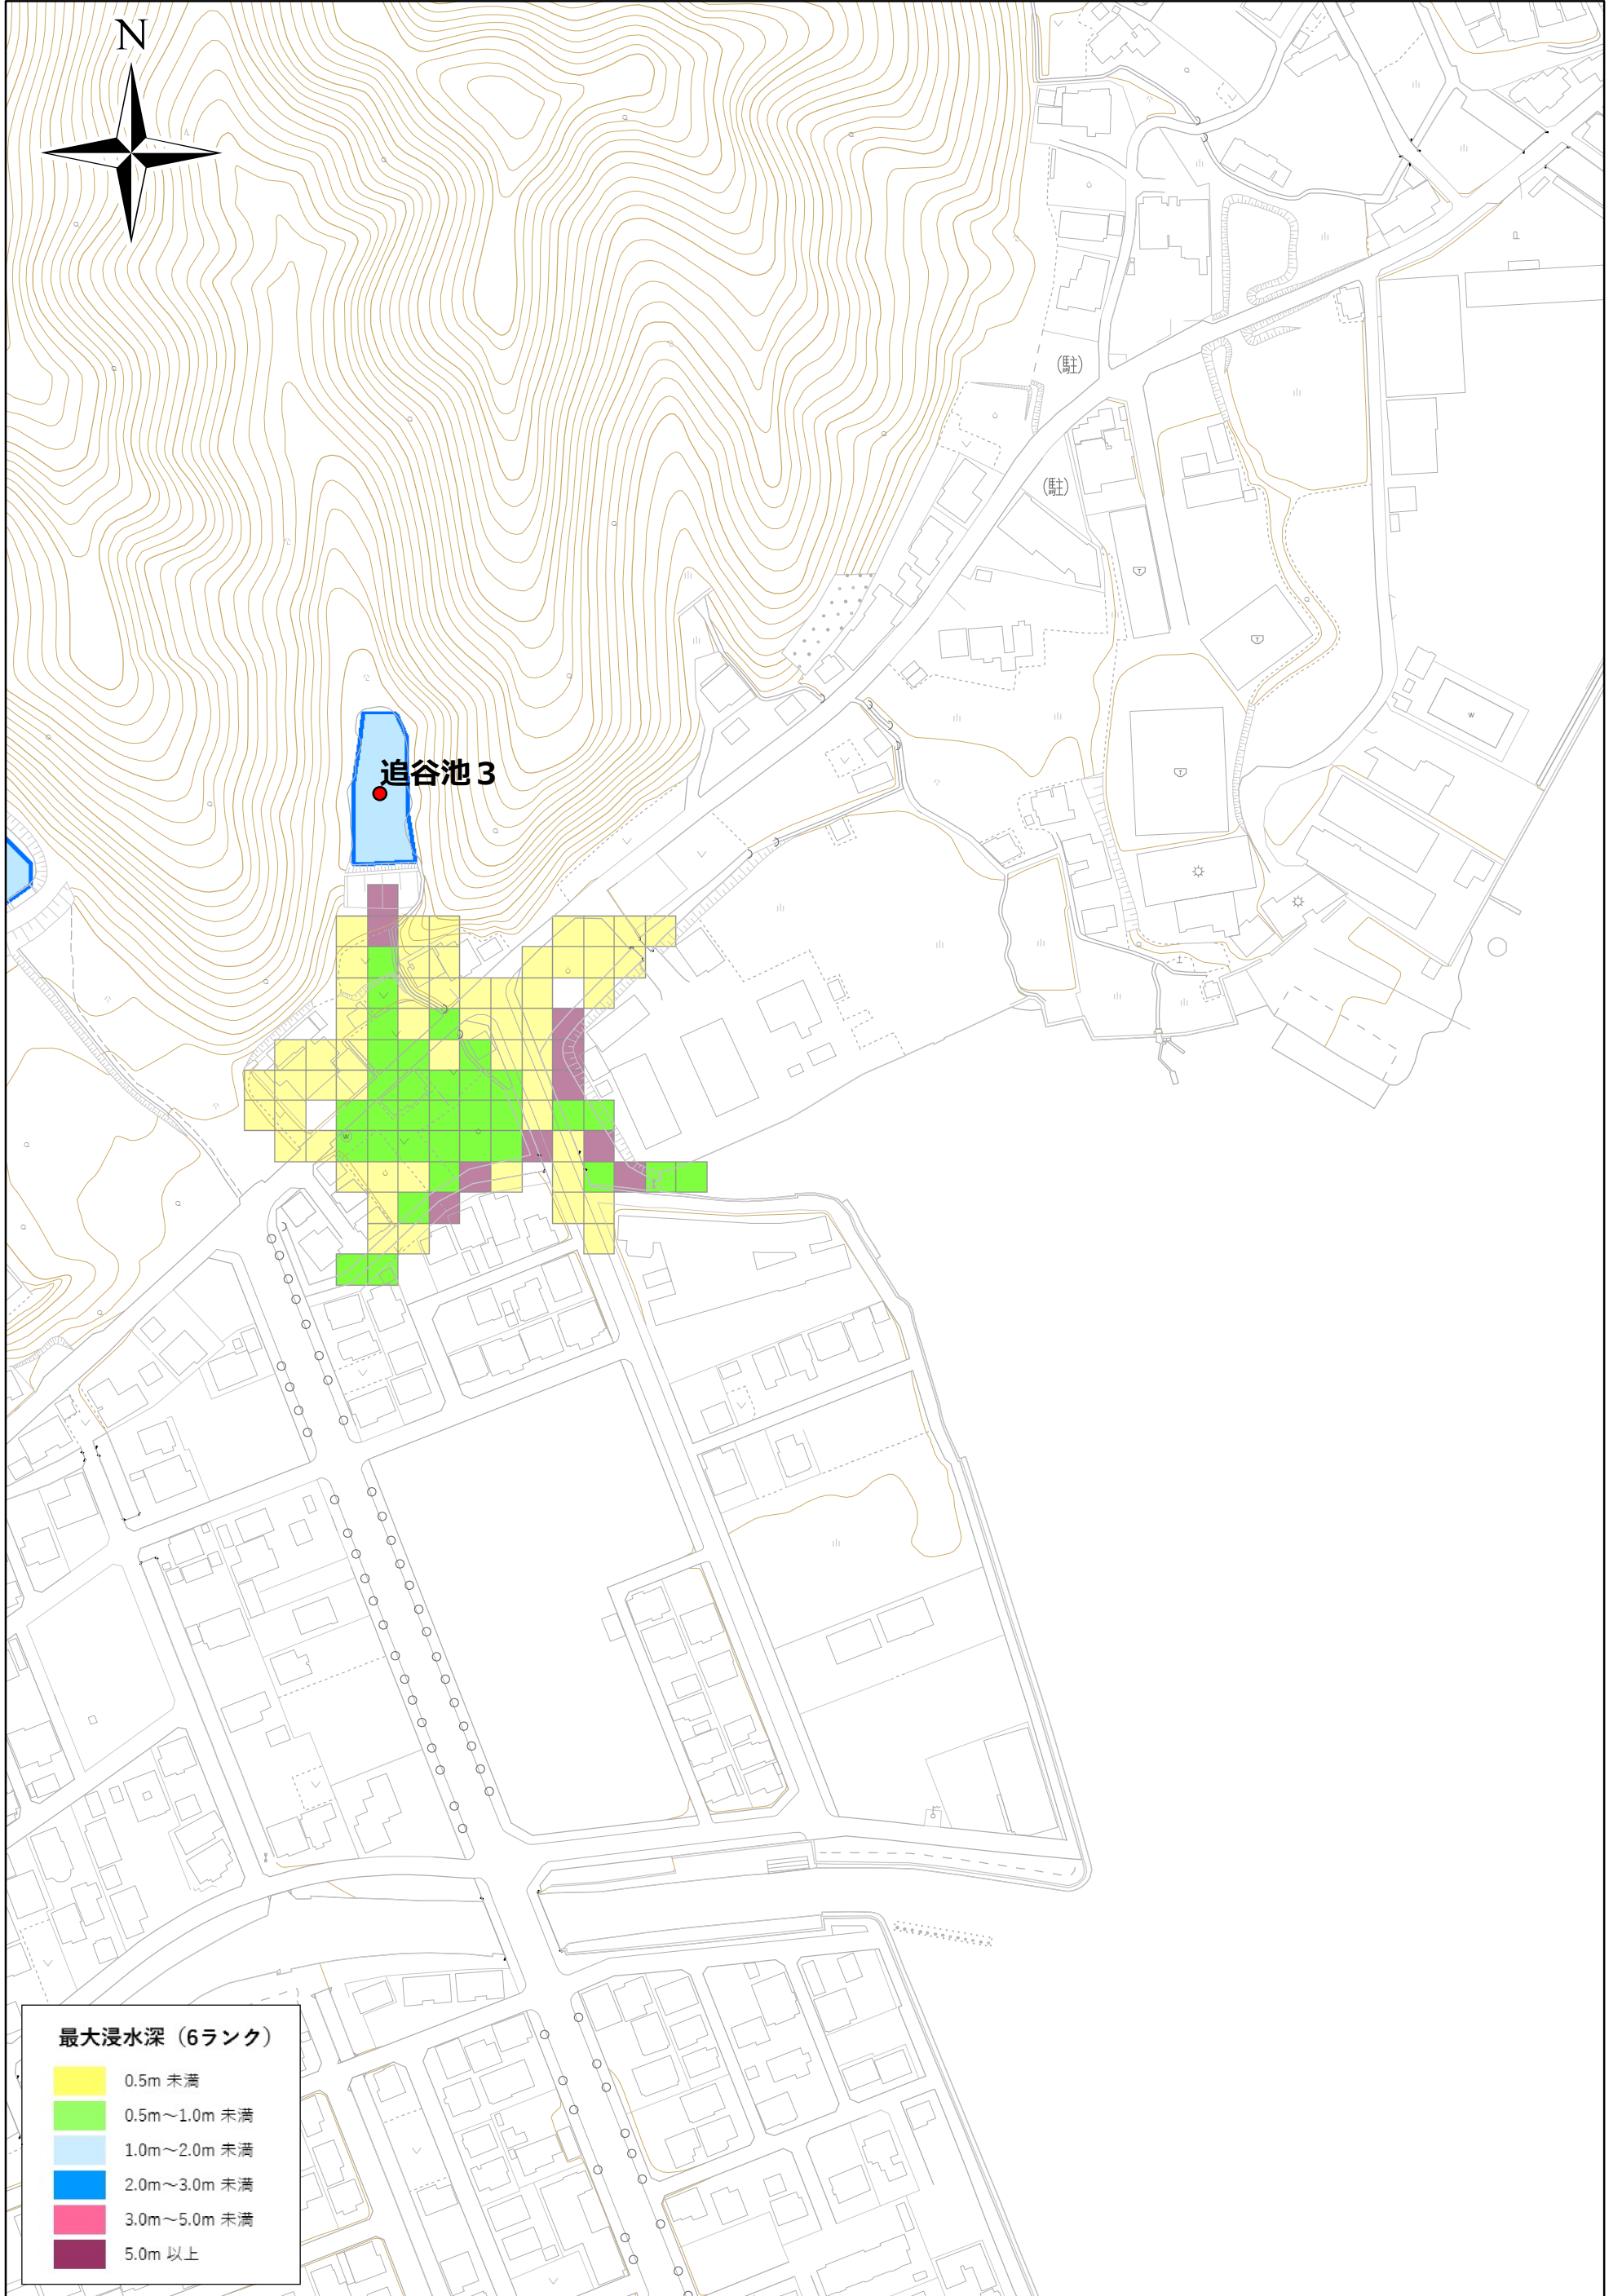 N
(駐)
(駐)
T
T
追谷池3
W
T
W
最大浸水深（6ランク）
0.5m 未満
0.5m～1.0m 未満
1.0m～2.0m 未満
2.0m～3.0m 未満
3.0m～5.0m 未満
5.0m 以上